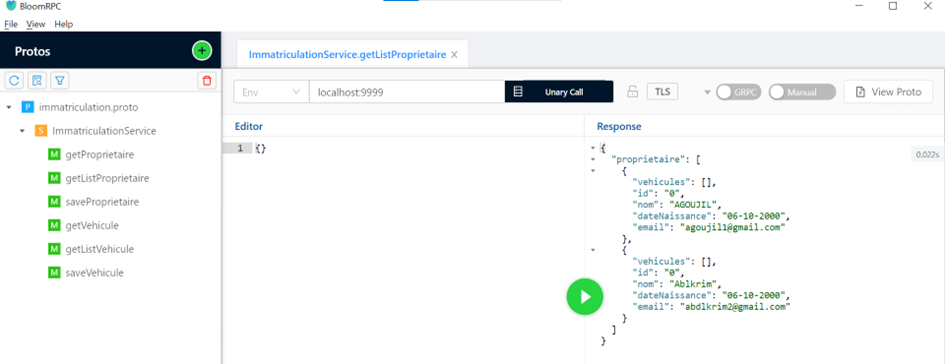 BloomRPC
File View Help
Protos
ImmatriculationService.getListProprietaire
Env
localhost:9999
Unary Call
TLS
GRPC
Manual
View Proto
P immatriculation.proto
S ImmatriculationService
M getProprietaire
M getListProprietaire
M saveProprietaire
M getVehicule
M getListVehicule
M saveVehicule
Editor
1 {}
Response
0.022s
{
"proprietaire": [
{
"vehicules": [],
"id": "0",
"nom": "AGOUJIL",
"dateNaissance": "06-10-2000",
"email": "agoujil1@gmail.com"
},
{
"vehicules": [],
"id": "0",
"nom": "Ablkrim",
"dateNaissance": "06-10-2000",
"email": "abdlkrim2@gmail.com"
}
]
}